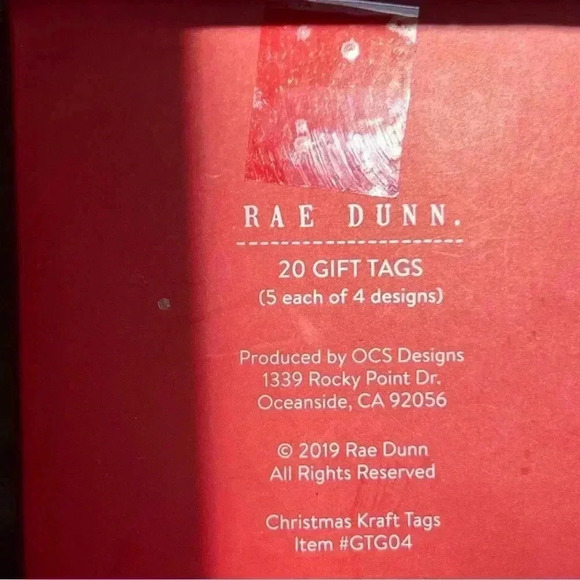 RAE DUNN.
20 GIFT TAGS
(5 each of 4 designs)
Produced by OCS Designs
1339 Rocky Point Dr.
Oceanside, CA 92056
© 2019 Rae Dunn
All Rights Reserved
Christmas Kraft Tags
Item #GTG04